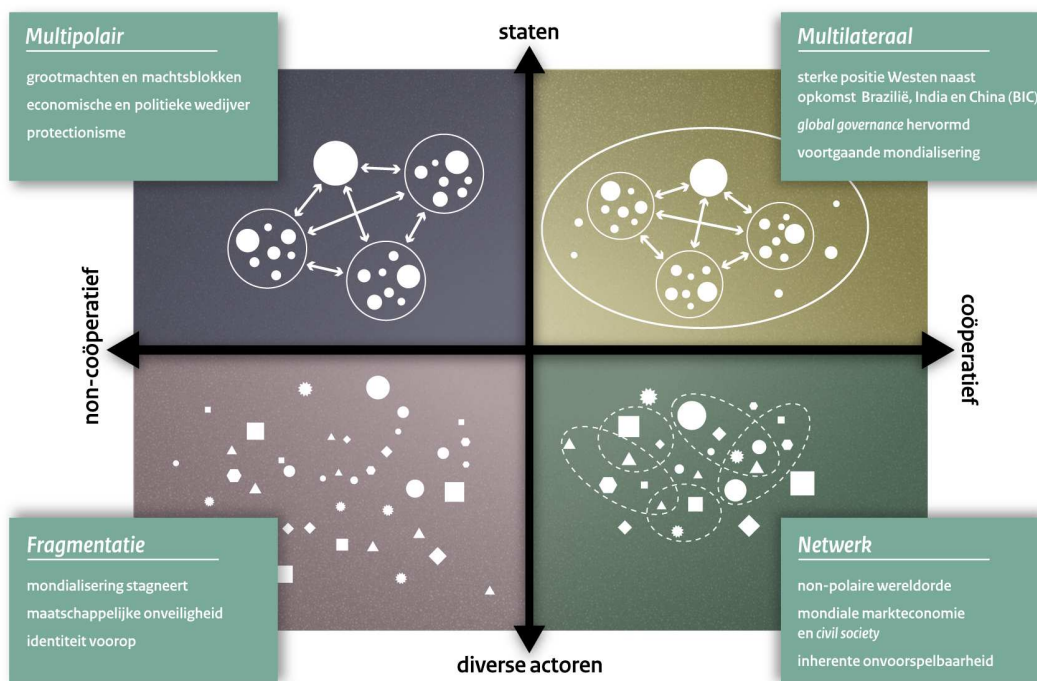 staten
Multipolair
grootmachten en machtsblokken
economische en politieke wedijver
protectionisme
Multilateraal
sterke positie Westen naast
opkomst Brazilië, India en China (BIC)
global governance hervormd
voortgaande mondialisering
non-coöperatief
coöperatief
Fragmentatie
mondialisering stagneert
maatschappelijke onveiligheid
identiteit voorop
Netwerk
non-polaire wereldorde
mondiale markteconomie
en civil society
inherente onvoorspelbaarheid
diverse actoren